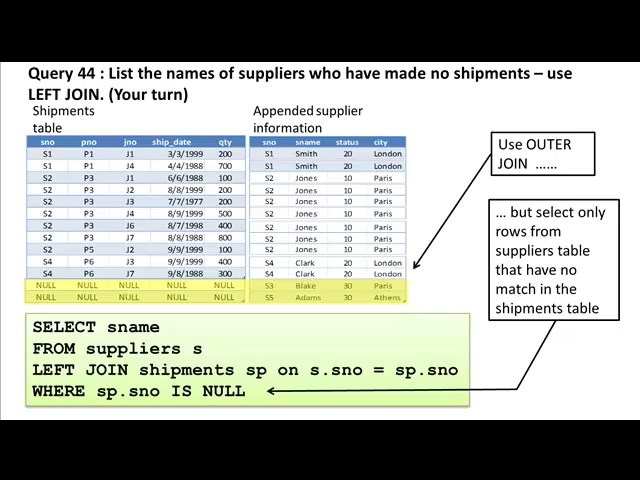 Query 44 : List the names of suppliers who have made no shipments – use
LEFT JOIN. (Your turn)
Shipments
table
sno pno jno ship_date qty
S1 P1 J1 3/3/1999 200
S1 P1 J4 4/4/1988 700
S2 P3 J1 6/6/1988 100
S2 P3 J2 8/8/1999 200
S2 P3 J3 7/7/1977 200
S2 P3 J4 8/9/1999 500
S2 P3 J6 8/7/1998 400
S2 P3 J7 8/8/1988 800
S2 P5 J2 9/9/1999 100
S4 P6 J3 9/9/1999 400
S4 P6 J7 9/8/1988 300
NULL NULL NULL NULL NULL
NULL NULL NULL NULL NULL
Appended supplier
information
sno sname status city
S1 Smith 20 London
S1 Smith 20 London
S2 Jones 10 Paris
S2 Jones 10 Paris
S2 Jones 10 Paris
S2 Jones 10 Paris
S2 Jones 10 Paris
S2 Jones 10 Paris
S2 Jones 10 Paris
S4 Clark 20 London
S4 Clark 20 London
S3 Blake 30 Paris
S5 Adams 30 Athens
Use OUTER
JOIN ……
… but select only
rows from
suppliers table
that have no
match in the
shipments table
SELECT sname
FROM suppliers s
LEFT JOIN shipments sp on s.sno = sp.sno
WHERE sp.sno IS NULL